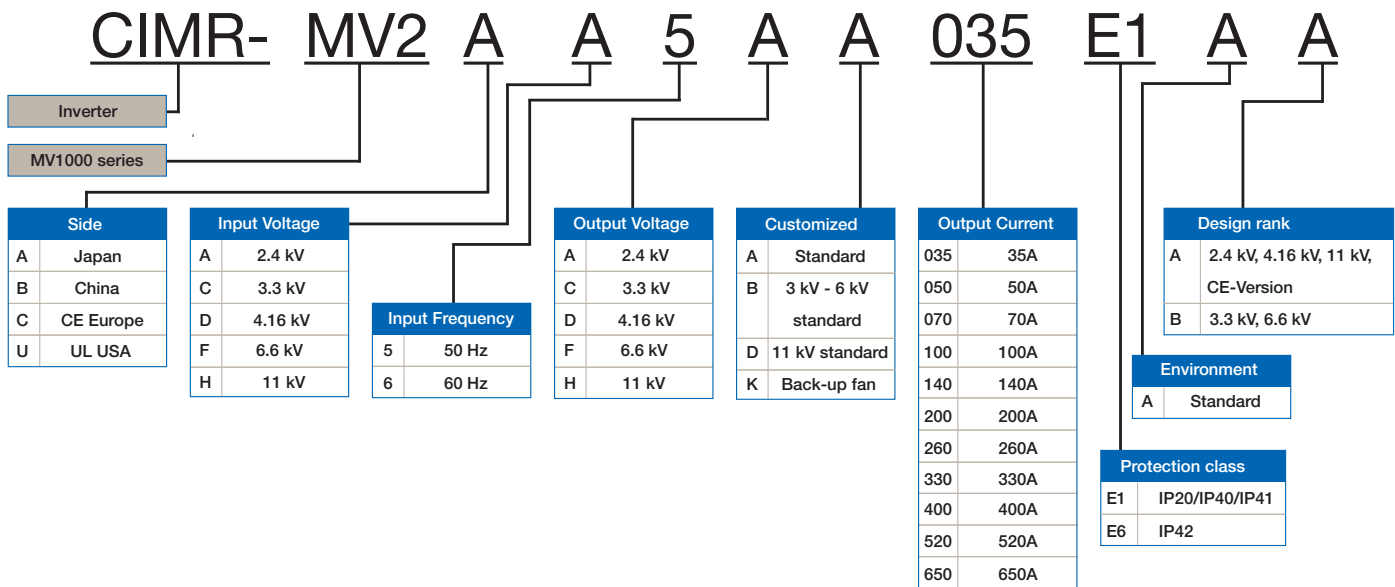 CIMR- MV2 A A 5 A A 035 E1 A A
Inverter
MV1000 series
Side
A Japan
B China
C CE Europe
U UL USA
Input Voltage
A 2.4 kV
C 3.3 kV
D 4.16 kV
F 6.6 kV
H 11 kV
Input Frequency
5 50 Hz
6 60 Hz
Output Voltage
A 2.4 kV
C 3.3 kV
D 4.16 kV
F 6.6 kV
H 11 kV
Customized
A Standard
B 3 kV - 6 kV
standard
D 11 kV standard
K Back-up fan
Output Current
035 35A
050 50A
070 70A
100 100A
140 140A
200 200A
260 260A
330 330A
400 400A
520 520A
650 650A
Design rank
A 2.4 kV, 4.16 kV, 11 kV,
CE-Version
B 3.3 kV, 6.6 kV
Environment
A Standard
Protection class
E1 IP20/IP40/IP41
E6 IP42